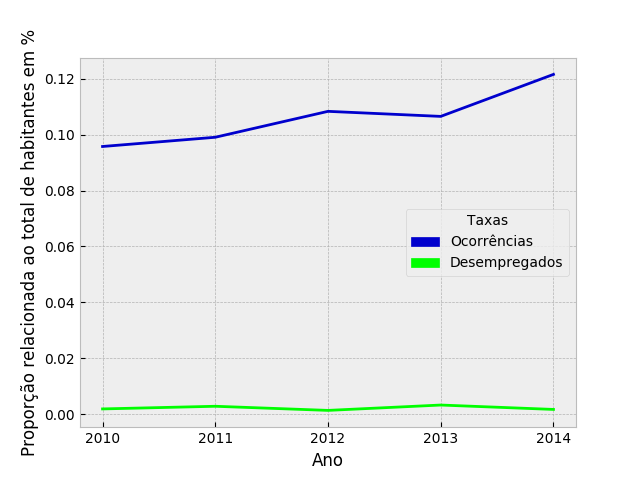 Proporção relacionada ao total de habitantes em %
0.12
0.10
0.08
0.06
0.04
0.02
0.00
Taxas
Ocorrências
Desempregados
2010 2011 2012 2013 2014
Ano